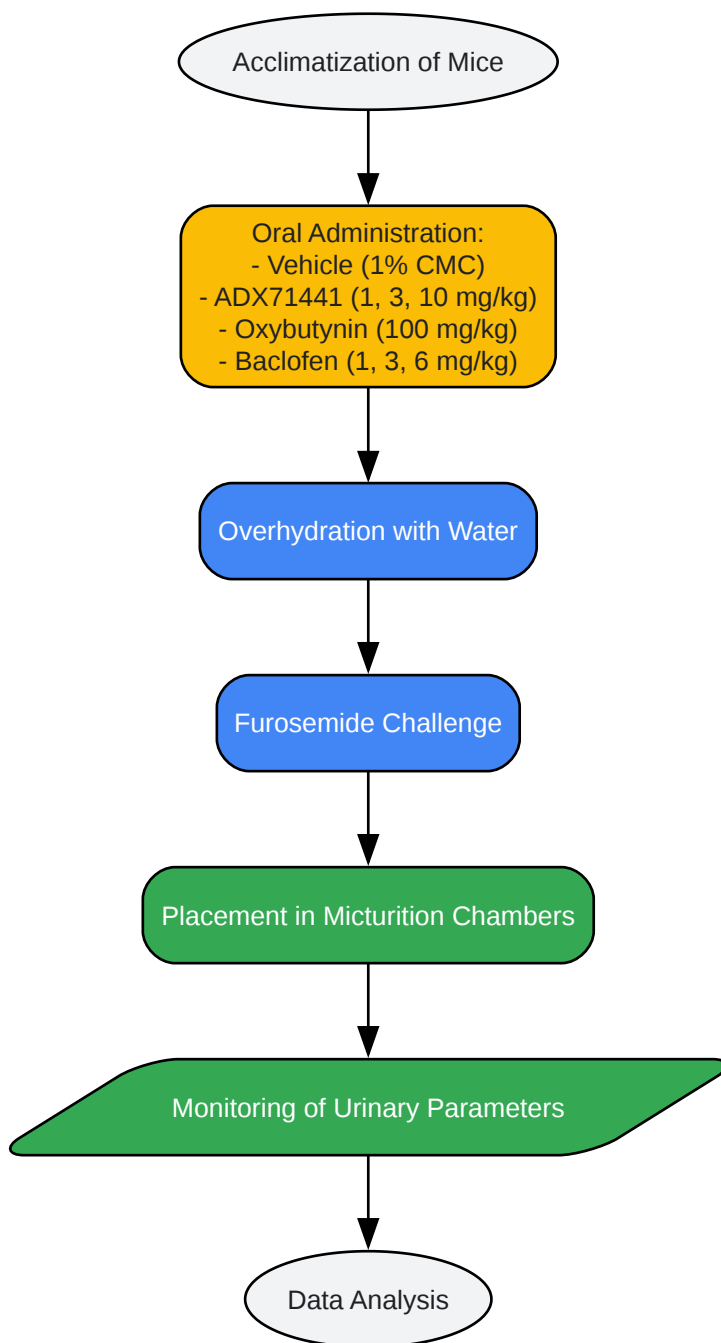 Acclimatization of Mice
Oral Administration:
- Vehicle (1% CMC)
- ADX71441 (1, 3, 10 mg/kg)
- Oxybutynin (100 mg/kg)
- Baclofen (1, 3, 6 mg/kg)
Overhydration with Water
Furosemide Challenge
Placement in Micturition Chambers
Monitoring of Urinary Parameters
Data Analysis